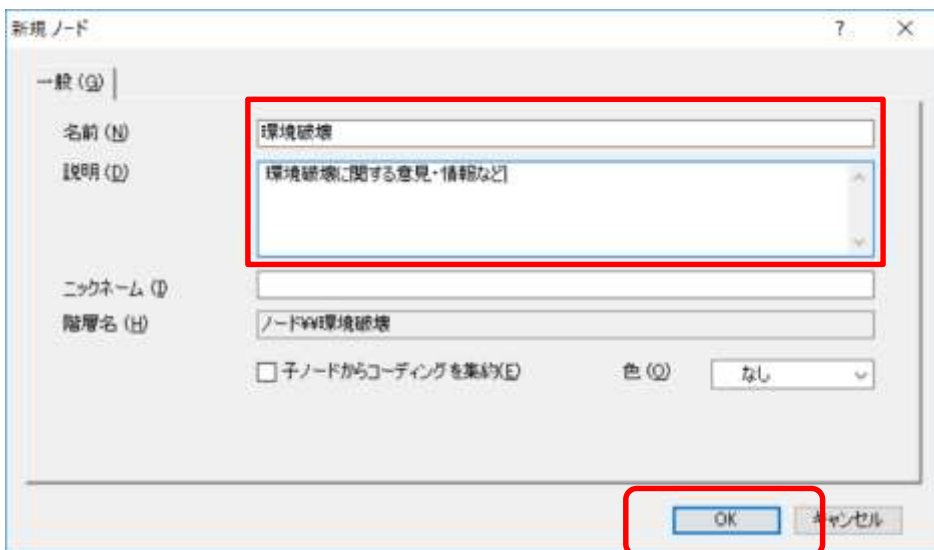 新規 ノード
?
×
一般 (G)
名前 (N)
環境破壊
説明 (D)
環境破壊に関する意見・情報など
ニックネーム (I)
階層名 (H)
ノード¥¥環境破壊
子ノードからコーディングを集約(E)
色 (O)
なし
OK
キャンセル